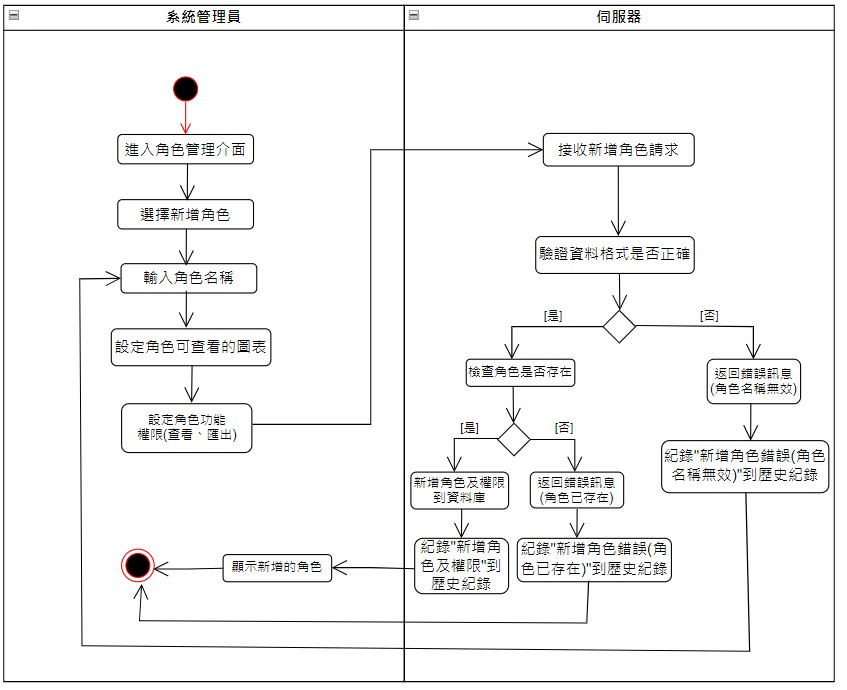 系統管理員
伺服器
進入角色管理介面
選擇新增角色
輸入角色名稱
設定角色可查看的圖表
設定角色功能
權限(查看、匯出)
接收新增角色請求
驗證資料格式是否正確
[是]
[否]
檢查角色是否存在
返回錯誤訊息
(角色名稱無效)
[是]
[否]
紀錄"新增角色錯誤(角色
名稱無效)"到歷史紀錄
新增角色及權限
到資料庫
返回錯誤訊息
(角色已存在)
紀錄"新增角
色及權限"到
歷史紀錄
紀錄"新增角色錯誤(角
色已存在)"到歷史紀錄
顯示新增的角色